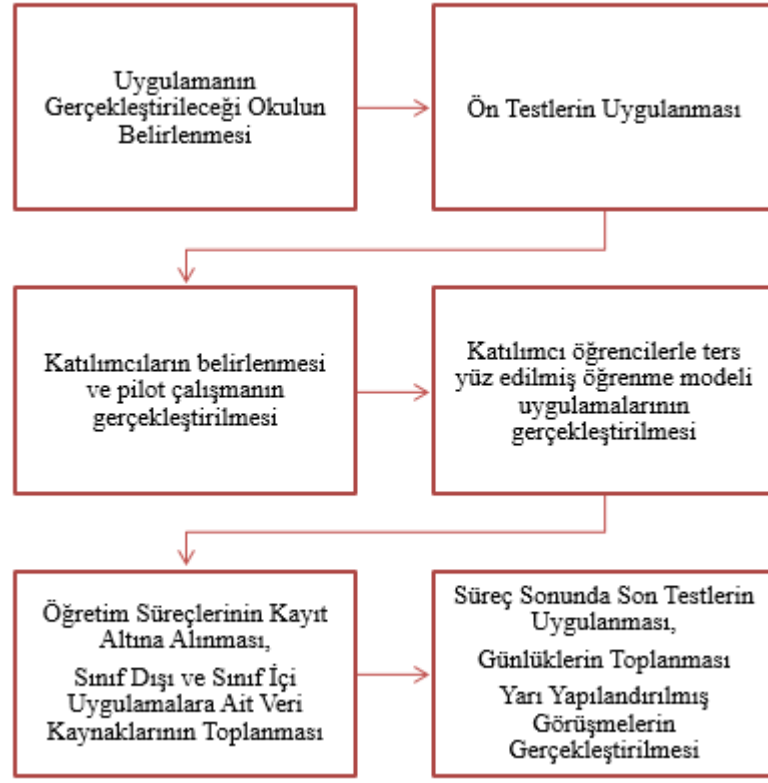 Uygulamanın
Gerçekleştirileceği Okulun
Belirlenmesi
Ön Testlerin Uygulanması
Katılımcıların belirlenmesi
ve pilot çalışmanın
gerçekleştirilmesi
Katılımcı öğrencilerle ters
yüz edilmiş öğrenme modeli
uygulamalarının
gerçekleştirilmesi
Öğretim Süreçlerinin Kayıt
Altına Alınması,
Sınıf Dışı ve Sınıf İçi
Uygulamalara Ait Veri
Kaynaklarının Toplanması
Süreç Sonunda Son Testlerin
Uygulanması,
Günlüklerin Toplanması
Yarı Yapılandırılmış
Görüşmelerin
Gerçekleştirilmesi